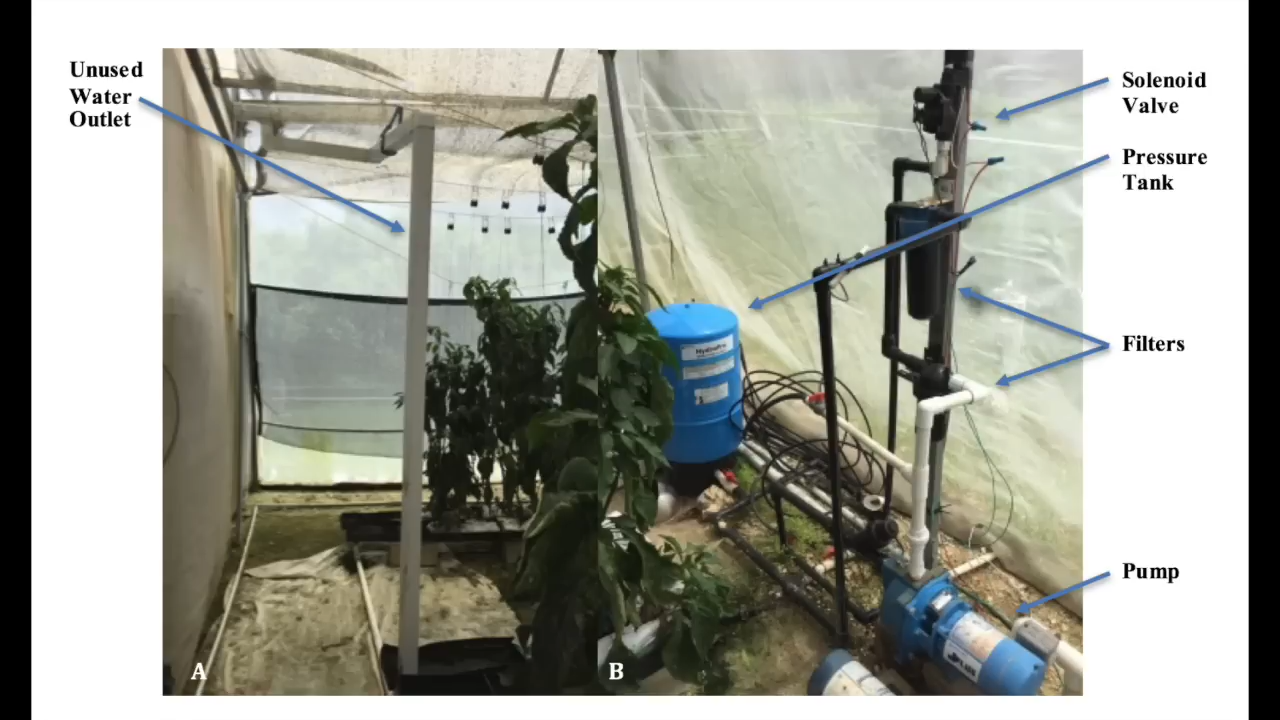 Unused
Water
Outlet
Solenoid
Valve
Pressure
Tank
Filters
Pump
A
B